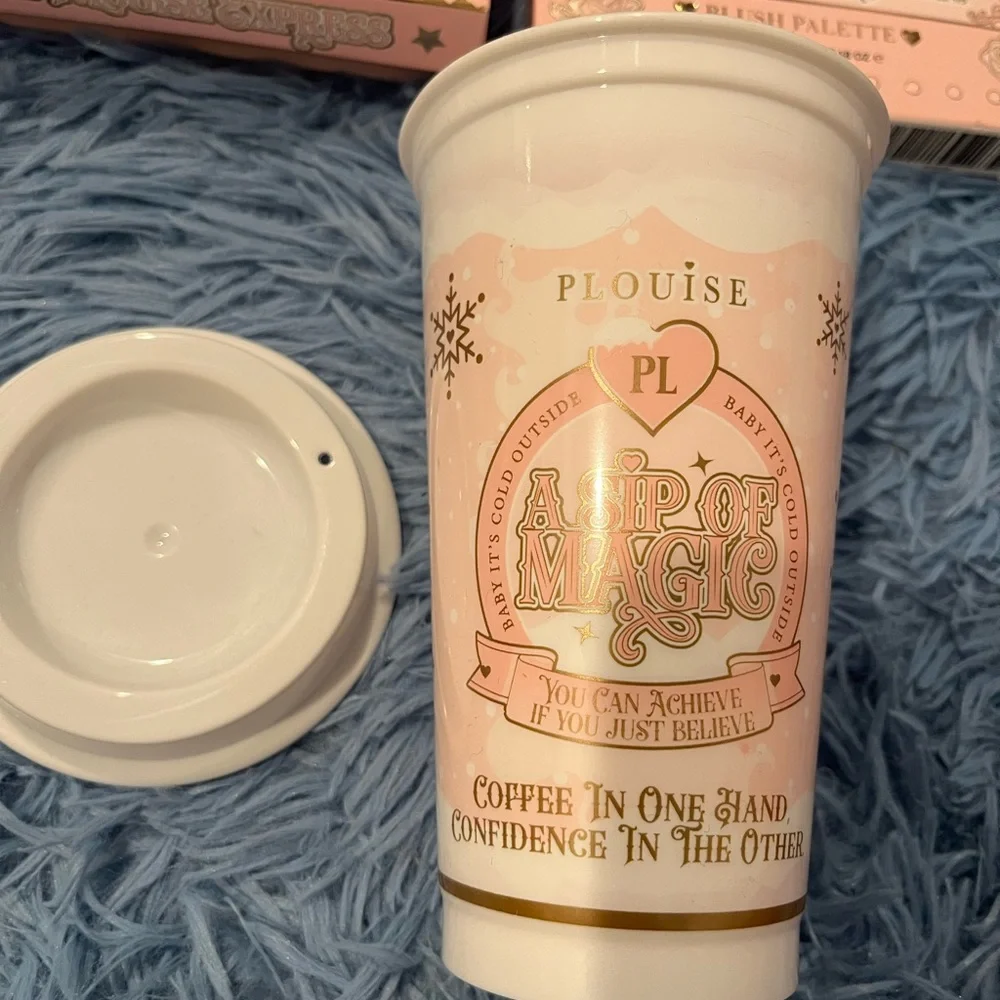 EXPRESS
BLUSH PALETTE
PLOUISE
PL
BABY IT'S COLD OUTSIDE
BABY IT'S COLD OUTSIDE
A SIP OF
MAGIC
YOU CAN ACHIEVE
IF YOU JUST BELIEVE
COFFEE IN ONE HAND,
CONFIDENCE IN THE OTHER